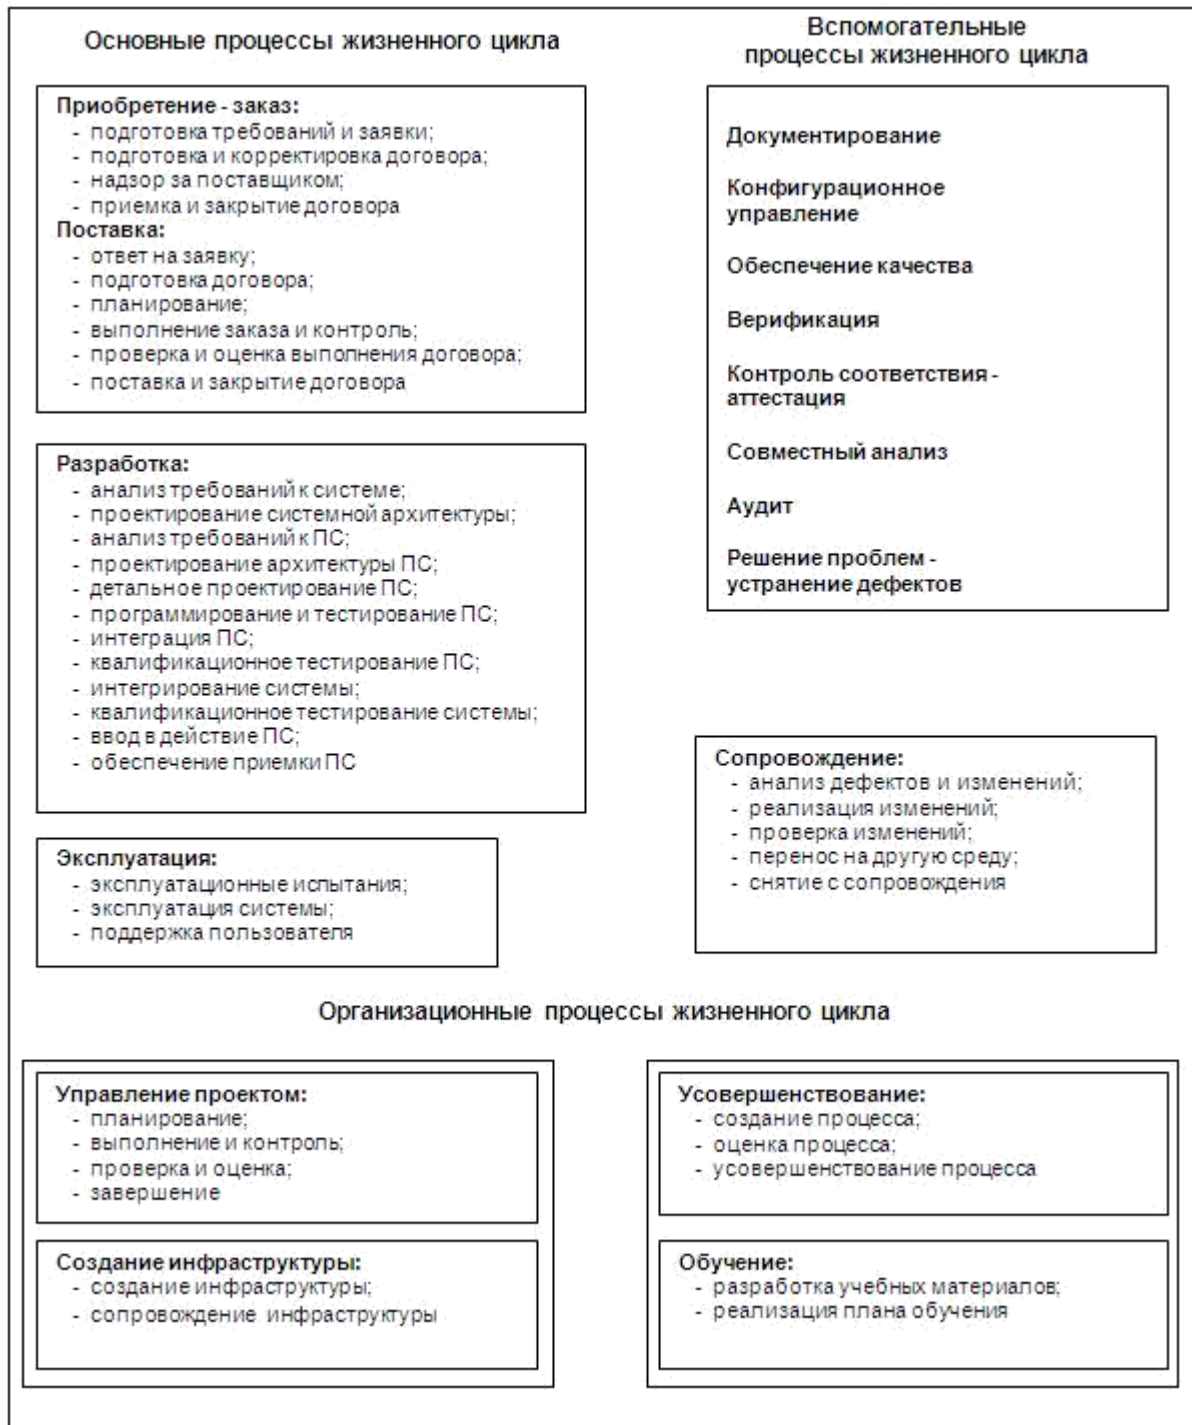 Основные процессы жизненного цикла
Приобретение - заказ:
- подготовка требований и заявки;
- подготовка и корректировка договора;
- надзор за поставщиком;
- приемка и закрытие договора
Поставка:
- ответ на заявку;
- подготовка договора;
- планирование;
- выполнение заказа и контроль;
- проверка и оценка выполнения договора;
- поставка и закрытие договора
Разработка:
- анализ требований к системе;
- проектирование системной архитектуры;
- анализ требований к ПС;
- проектирование архитектуры ПС;
- детальное проектирование ПС;
- программирование и тестирование ПС;
- интеграция ПС;
- квалификационное тестирование ПС;
- интегрирование системы;
- квалификационное тестирование системы;
- ввод в действие ПС;
- обеспечение приемки ПС
Эксплуатация:
- эксплуатационные испытания;
- эксплуатация системы;
- поддержка пользователя
Вспомогательные
процессы жизненного цикла
Документирование
Конфигурационное
управление
Обеспечение качества
Верификация
Контроль соответствия -
аттестация
Совместный анализ
Аудит
Решение проблем -
устранение дефектов
Сопровождение:
- анализ дефектов и изменений;
- реализация изменений;
- проверка изменений;
- перенос на другую среду;
- снятие с сопровождения
Организационные процессы жизненного цикла
Управление проектом:
- планирование;
- выполнение и контроль;
- проверка и оценка;
- завершение
Создание инфраструктуры:
- создание инфраструктуры;
- сопровождение инфраструктуры
Усовершенствование:
- создание процесса;
- оценка процесса;
- усовершенствование процесса
Обучение:
- разработка учебных материалов;
- реализация плана обучения